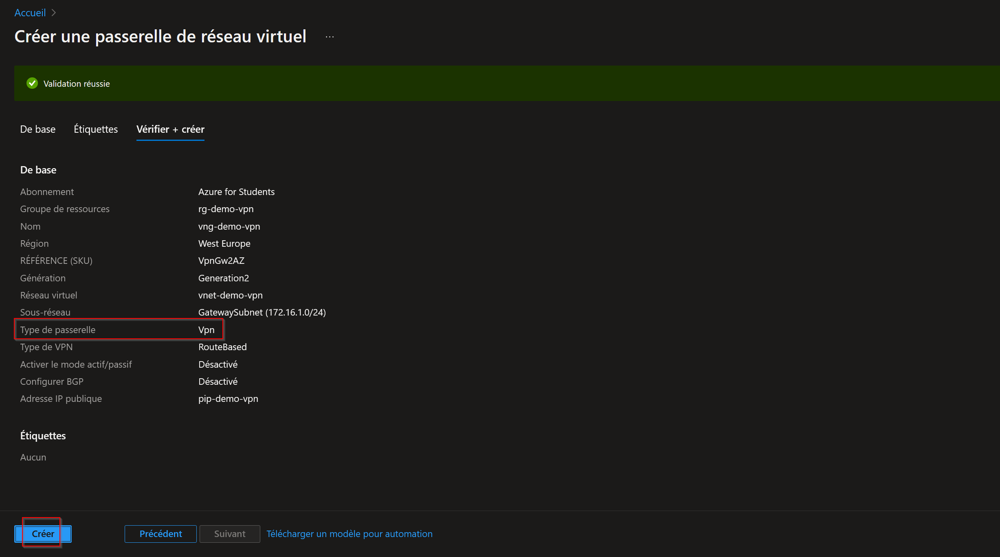 Accueil
Créer une passerelle de réseau virtuel ...
Validation réussie
De base Étiquettes Vérifier + créer
De base
Abonnement Azure for Students
Groupe de ressources rg-demo-vpn
Nom vng-demo-vpn
Région West Europe
RÉFÉRENCE (SKU) VpnGw2AZ
Génération Generation2
Réseau virtuel vnet-demo-vpn
Sous-réseau GatewaySubnet (172.16.1.0/24)
Type de passerelle Vpn
Type de VPN RouteBased
Activer le mode actif/passif Désactivé
Configurer BGP Désactivé
Adresse IP publique pip-demo-vpn
Étiquettes
Aucun
Créer Précédent Suivant Télécharger un modèle pour automation